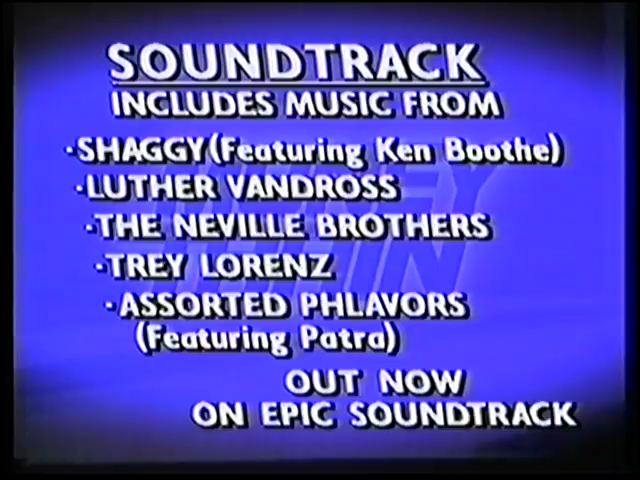 SOUNDTRACK
INCLUDES MUSIC FROM
·SHAGGY(Featuring Ken Boothe)
·LUTHER VANDROSS
·THE NEVILLE BROTHERS
·TREY LORENZ
·ASSORTED PHLAVORS
(Featuring Patra)
OUT NOW
ON EPIC SOUNDTRACK